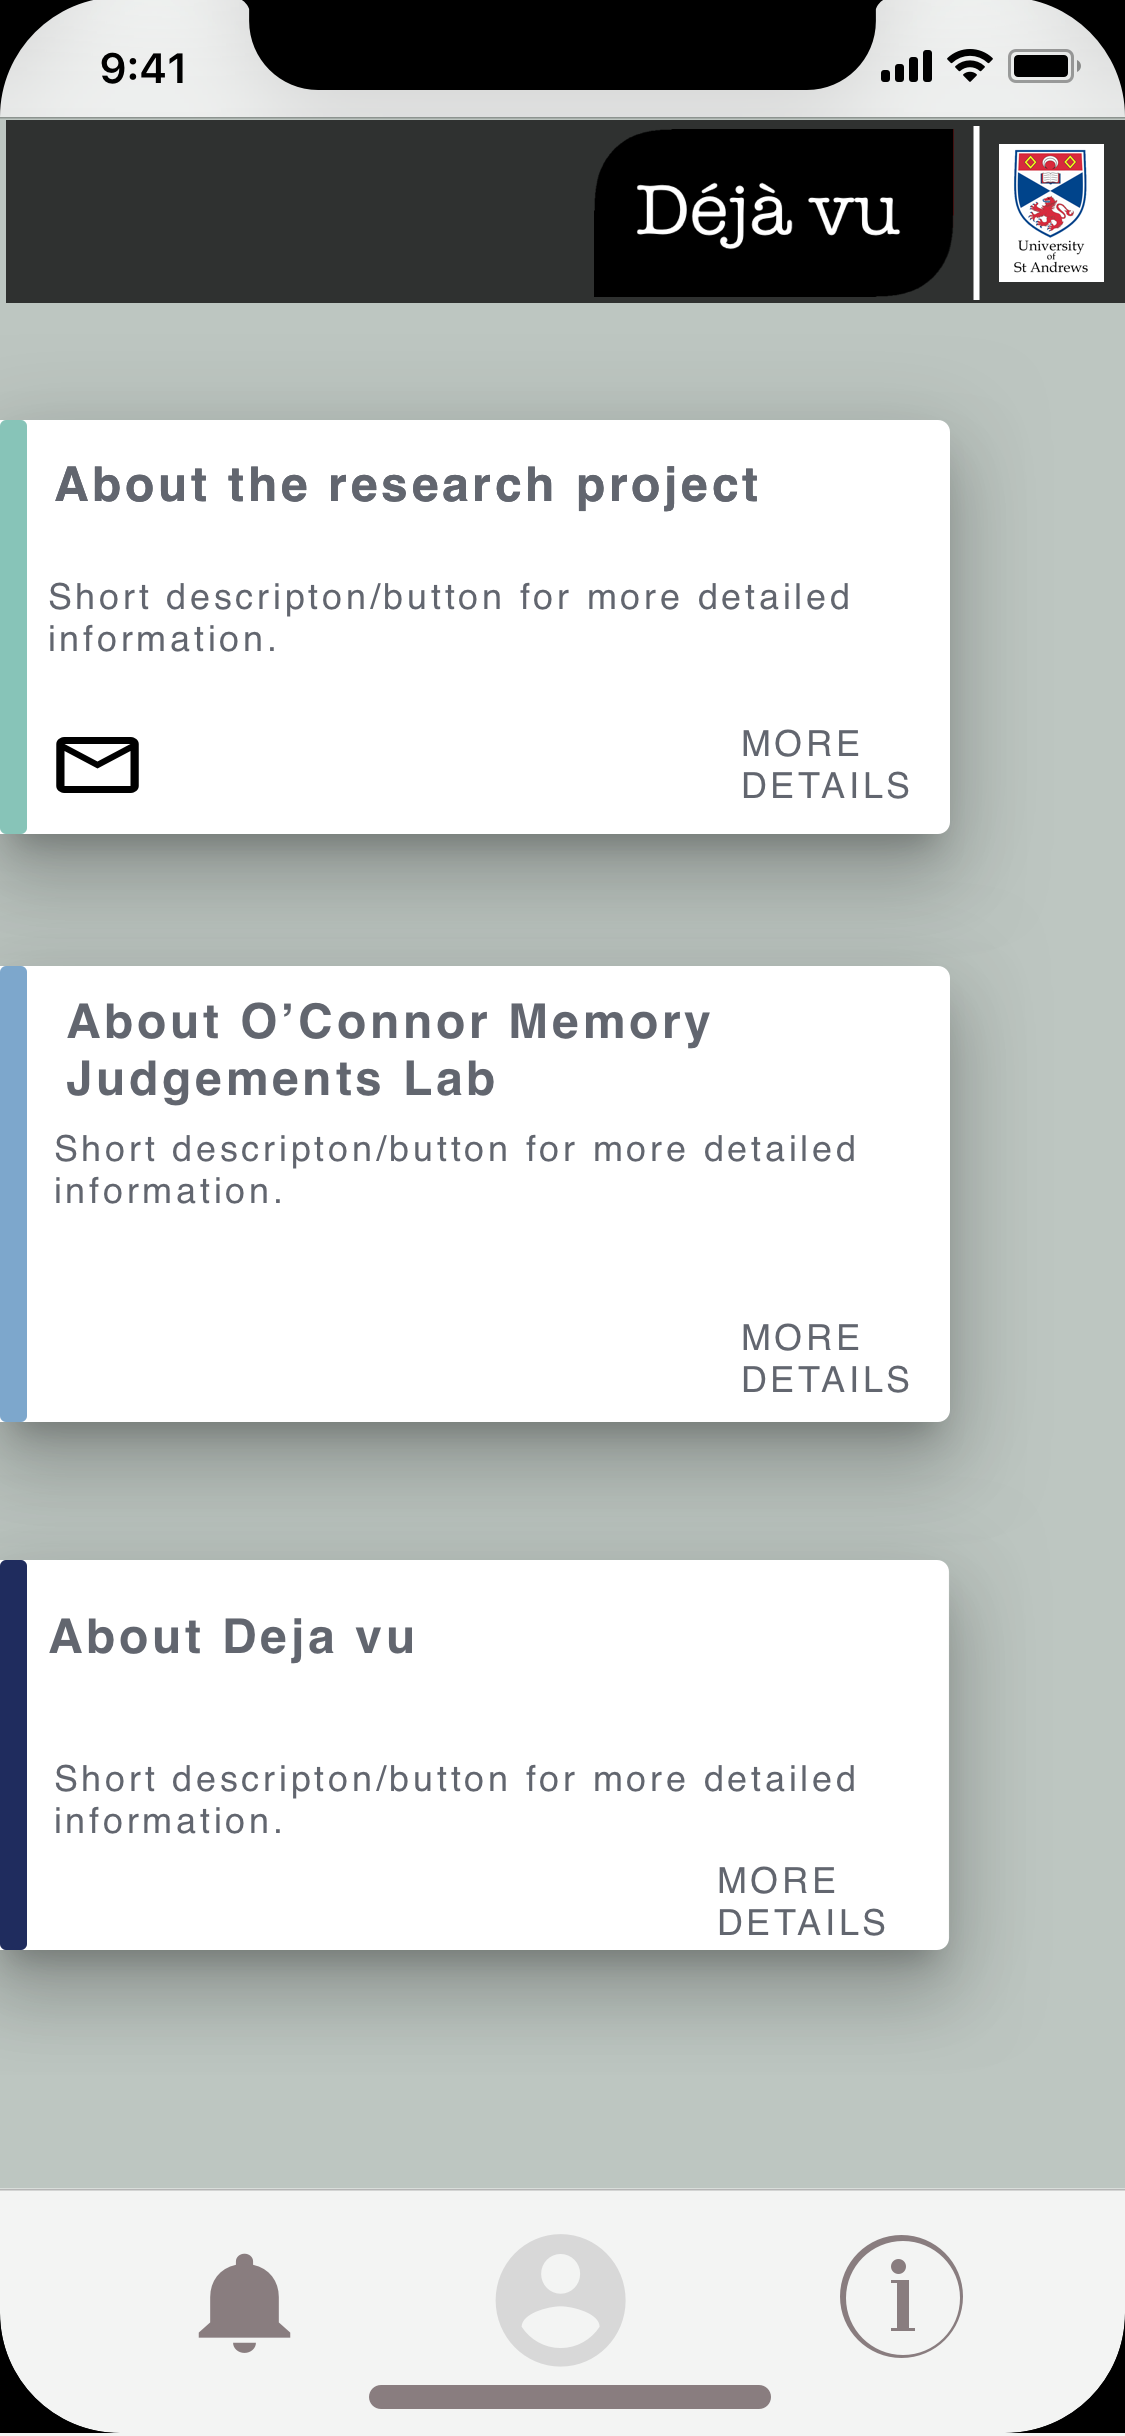 9:41
Déjà vu
University
of
St Andrews
About the research project
Short descripton/button for more detailed
information.
MORE
DETAILS
About O’Connor Memory
Judgements Lab
Short descripton/button for more detailed
information.
MORE
DETAILS
About Deja vu
Short descripton/button for more detailed
information.
MORE
DETAILS